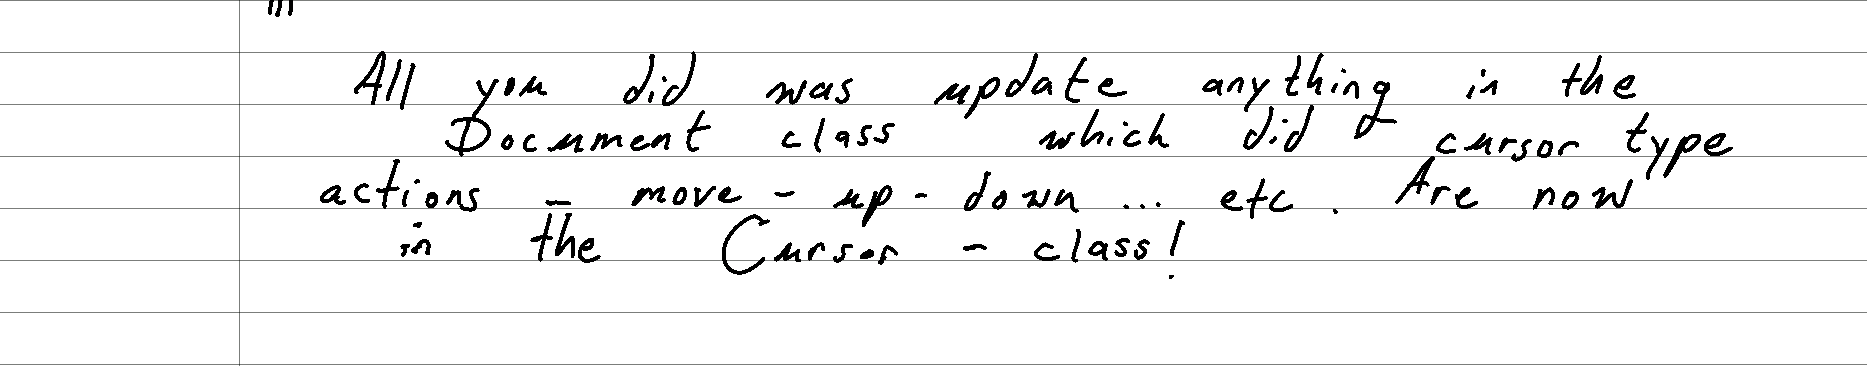 All you did was update anything in the
Document class which did cursor type
actions - move - up - down ... etc. Are now
in the Cursor - class!